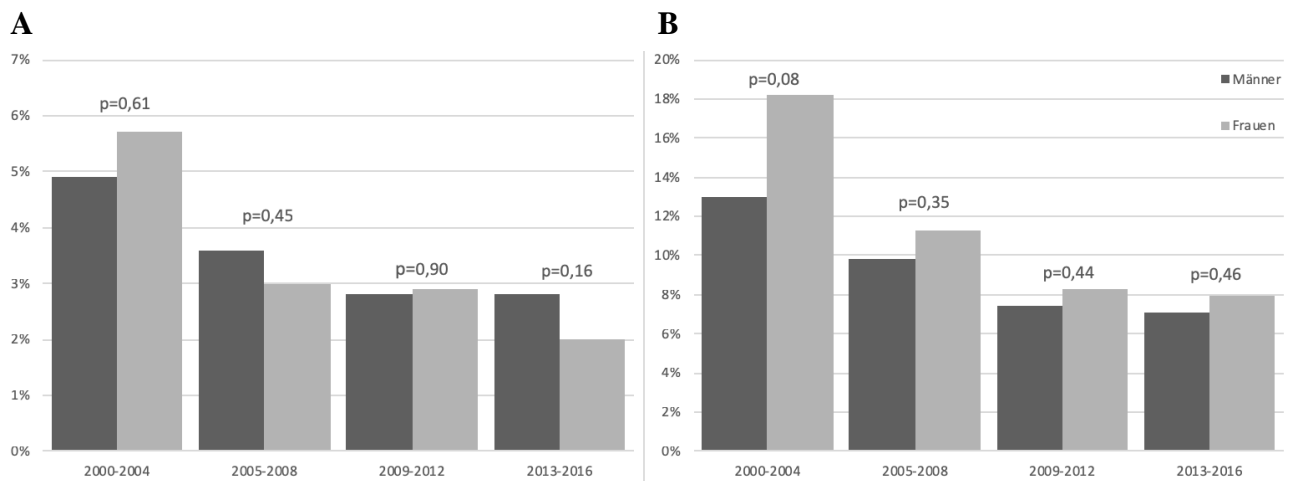 A
7%
6%
5%
4%
3%
2%
1%
0%
p=0,61
p=0,45
p=0,90
p=0,16
2000-2004
2005-2008
2009-2012
2013-2016
B
20%
18%
16%
14%
12%
10%
8%
6%
4%
2%
0%
p=0,08
p=0,35
p=0,44
p=0,46
Männer
Frauen
2000-2004
2005-2008
2009-2012
2013-2016